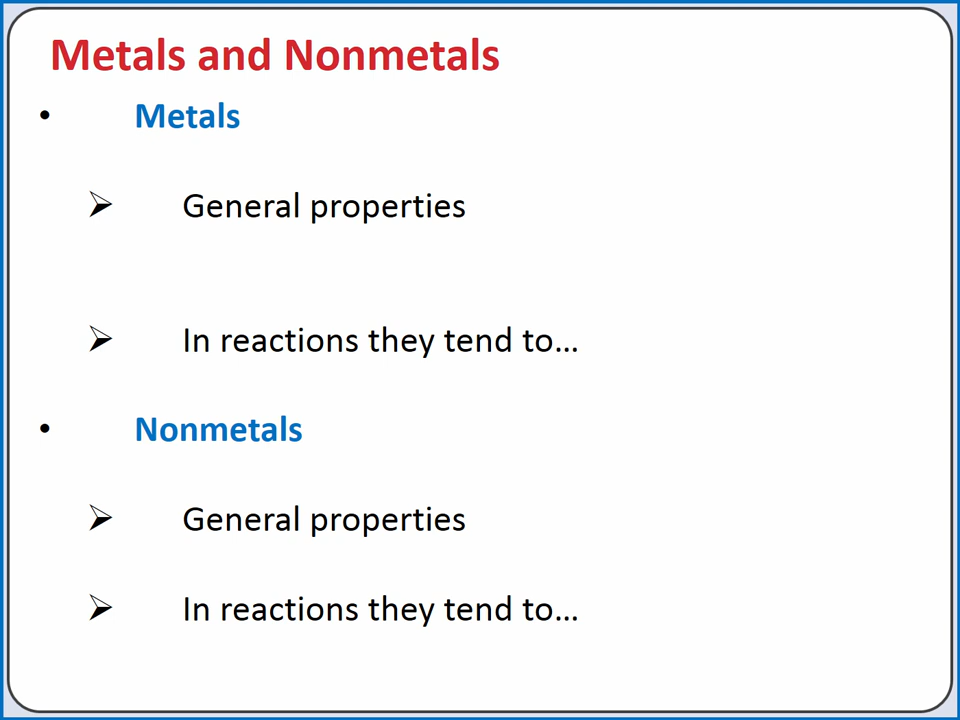 Metals and Nonmetals
• Metals
➢ General properties
➢ In reactions they tend to…
• Nonmetals
➢ General properties
➢ In reactions they tend to…